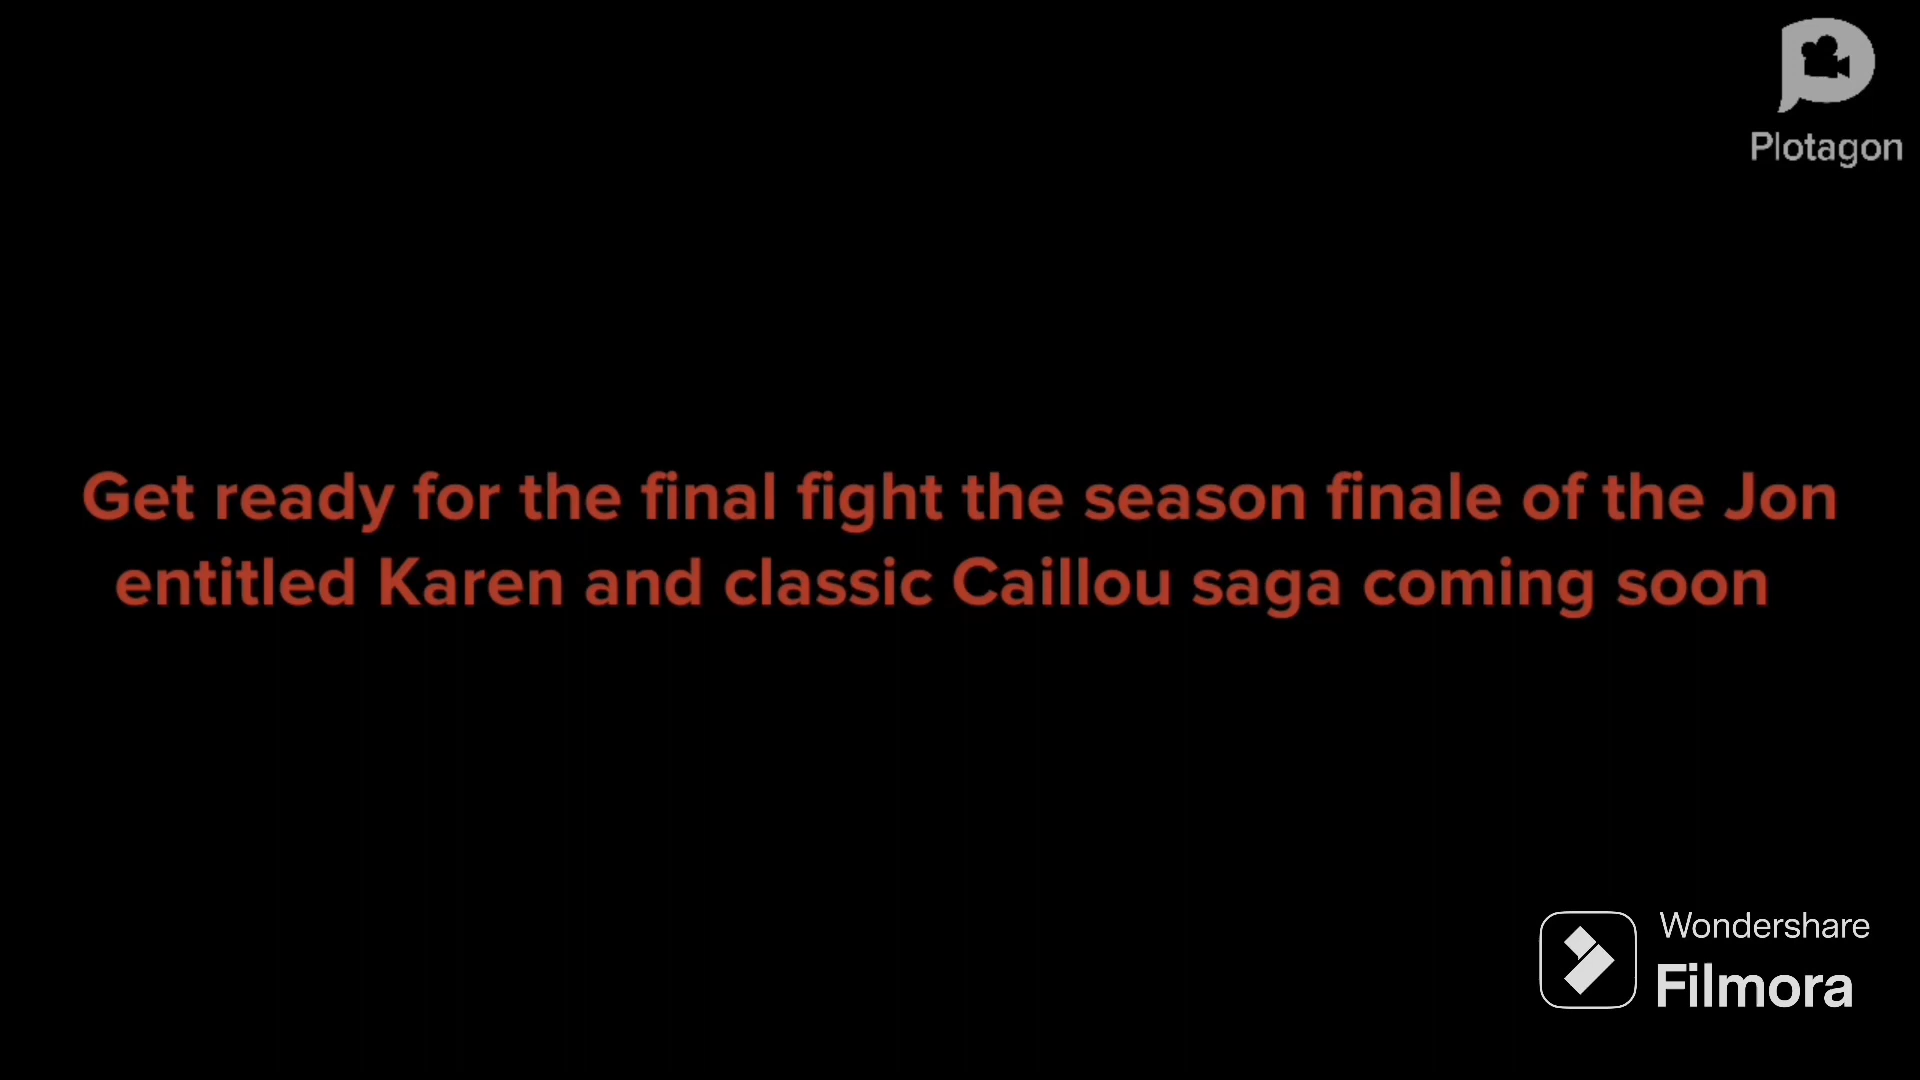 Plotagon
Get ready for the final fight the season finale of the Jon
entitled Karen and classic Caillou saga coming soon
Wondershare
Filmora